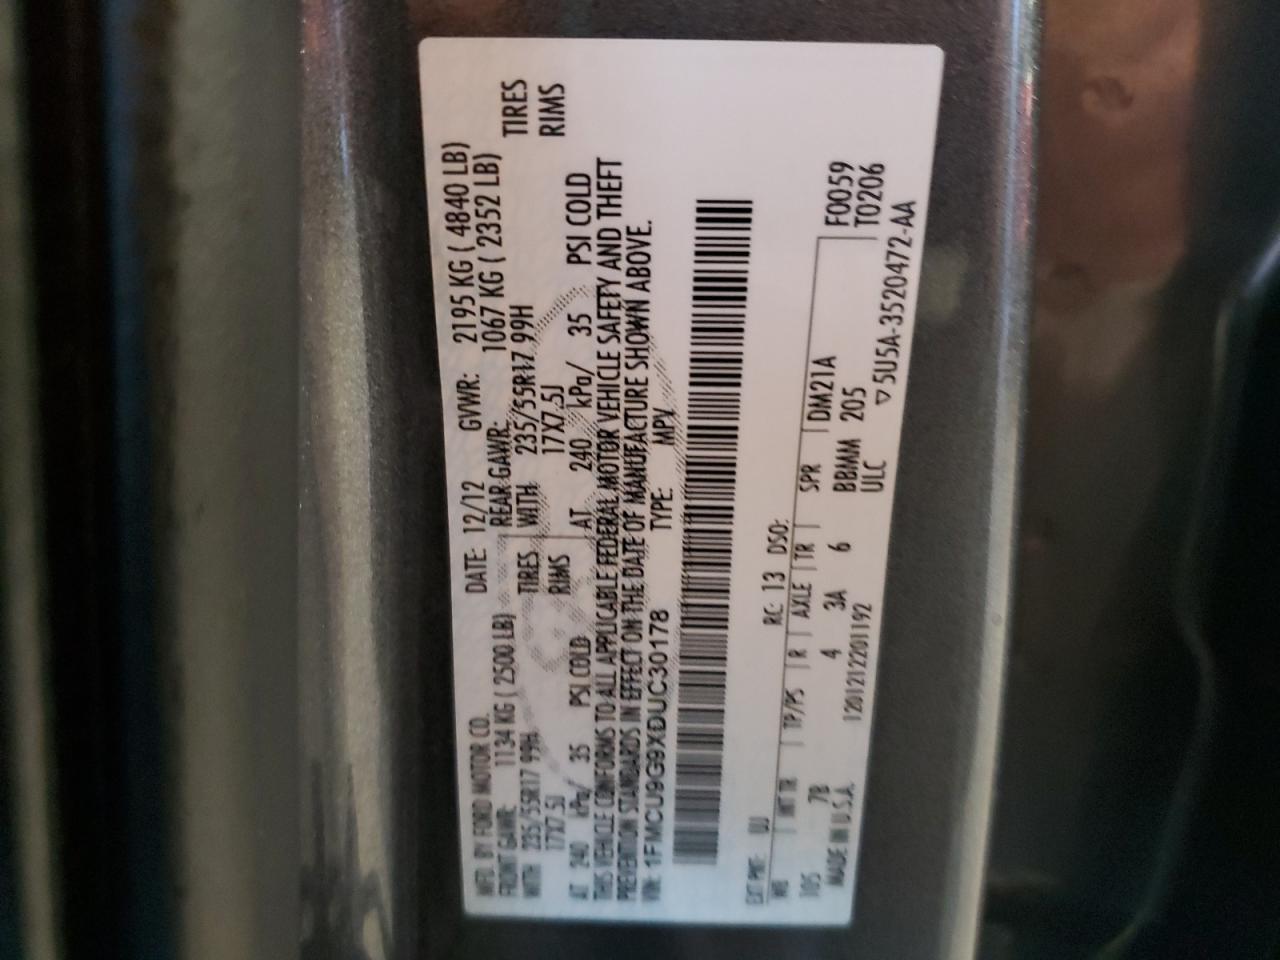 MFD. BY FORD MOTOR CO.
DATE: 12/12 GVWR: 2195 KG ( 4840 LB)
FRONT GAWR: 1134 KG ( 2500 LB) REAR GAWR: 1067 KG ( 2352 LB)
WITH 235/55R17 99H TIRES WITH 235/55R17 99H TIRES
17X7.5J RIMS 17X7.5J RIMS
AT 240 kPa/ 35 PSI COLD AT 240 kPa/ 35 PSI COLD
THIS VEHICLE CONFORMS TO ALL APPLICABLE FEDERAL MOTOR VEHICLE SAFETY AND THEFT
PREVENTION STANDARDS IN EFFECT ON THE DATE OF MANUFACTURE SHOWN ABOVE.
VIN: 1FMCU9G9XDUC30178 TYPE: MPV
F0059
T0206
EXT PNT: UJ RC: 13 DSO:
WB INT TR TP/PS R AXLE TR SPR DM21A
105 7B 4 3A 6 BBMM 205
MADE IN U.S.A. 1201212201192 ULC ▽5U5A-3520472-AA